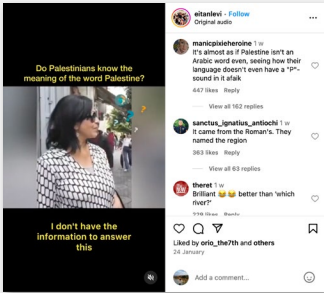 Do Palestinians know the
meaning of the word Palestine?
I don't have the
information to answer
this
eitanlevi • Follow
Original audio
manicpixieheroine 1 w
It's almost as if Palestine isn't an
Arabic word even, seeing how their
language doesn't even have a "P"-
sound in it afaik
447 likes Reply
View all 162 replies
sanctus_ignatius_antiochi 1 w
it came from the Roman's. They
named the region
363 likes Reply
View all 63 replies
theret 1 w
Brilliant 😂😂 better than 'which
river?'
Reply
Liked by orio_the7th and others
24 January
Add a comment...